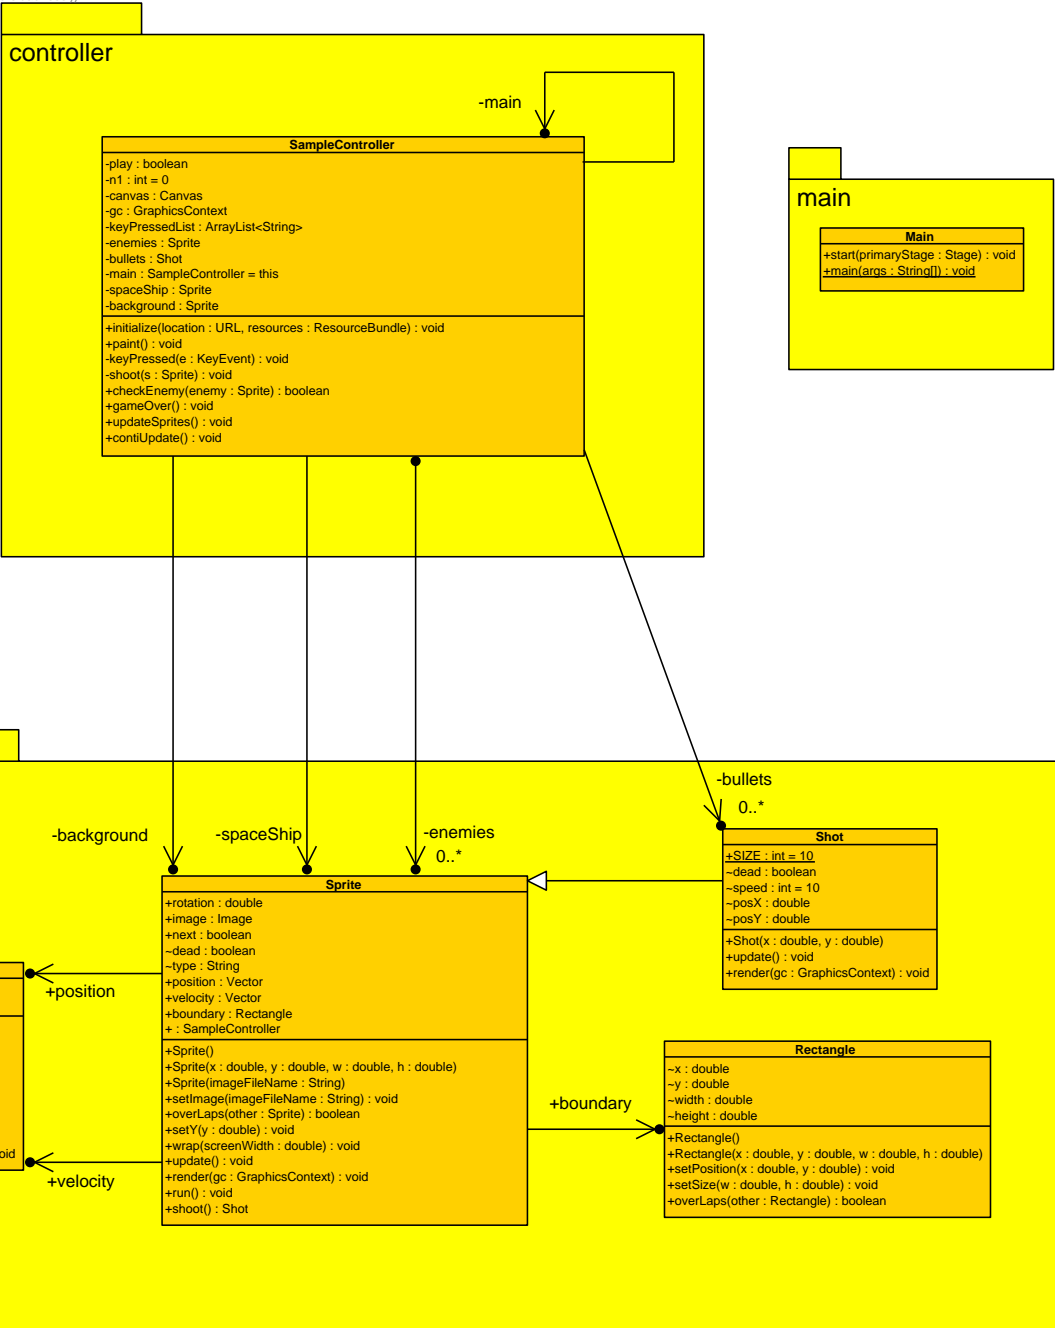 controller
-main
SampleController
-play : boolean
-n1 : int = 0
-canvas : Canvas
-gc : GraphicsContext
-keyPressedList : ArrayList<String>
-enemies : Sprite
-bullets : Shot
-main : SampleController = this
-spaceShip : Sprite
-background : Sprite
+initialize(location : URL, resources : ResourceBundle) : void
+paint() : void
-keyPressed(e : KeyEvent) : void
-shoot(s : Sprite) : void
+checkEnemy(enemy : Sprite) : boolean
+gameOver() : void
+updateSprites() : void
+contiUpdate() : void
main
Main
+start(primaryStage : Stage) : void
+main(args : String[]) : void
-background
-spaceShip
-enemies
0..*
-bullets
0..*
Shot
+SIZE : int = 10
~dead : boolean
~speed : int = 10
~posX : double
~posY : double
+Shot(x : double, y : double)
+update() : void
+render(gc : GraphicsContext) : void
Sprite
+rotation : double
+image : Image
+next : boolean
~dead : boolean
~type : String
+position : Vector
+velocity : Vector
+boundary : Rectangle
+ : SampleController
+Sprite()
+Sprite(x : double, y : double, w : double, h : double)
+Sprite(imageFileName : String)
+setImage(imageFileName : String) : void
+overLaps(other : Sprite) : boolean
+setY(y : double) : void
+wrap(screenWidth : double) : void
+update() : void
+render(gc : GraphicsContext) : void
+run() : void
+shoot() : Shot
+position
oid
+velocity
+boundary
Rectangle
~x : double
~y : double
~width : double
~height : double
+Rectangle()
+Rectangle(x : double, y : double, w : double, h : double)
+setPosition(x : double, y : double) : void
+setSize(w : double, h : double) : void
+overLaps(other : Rectangle) : boolean